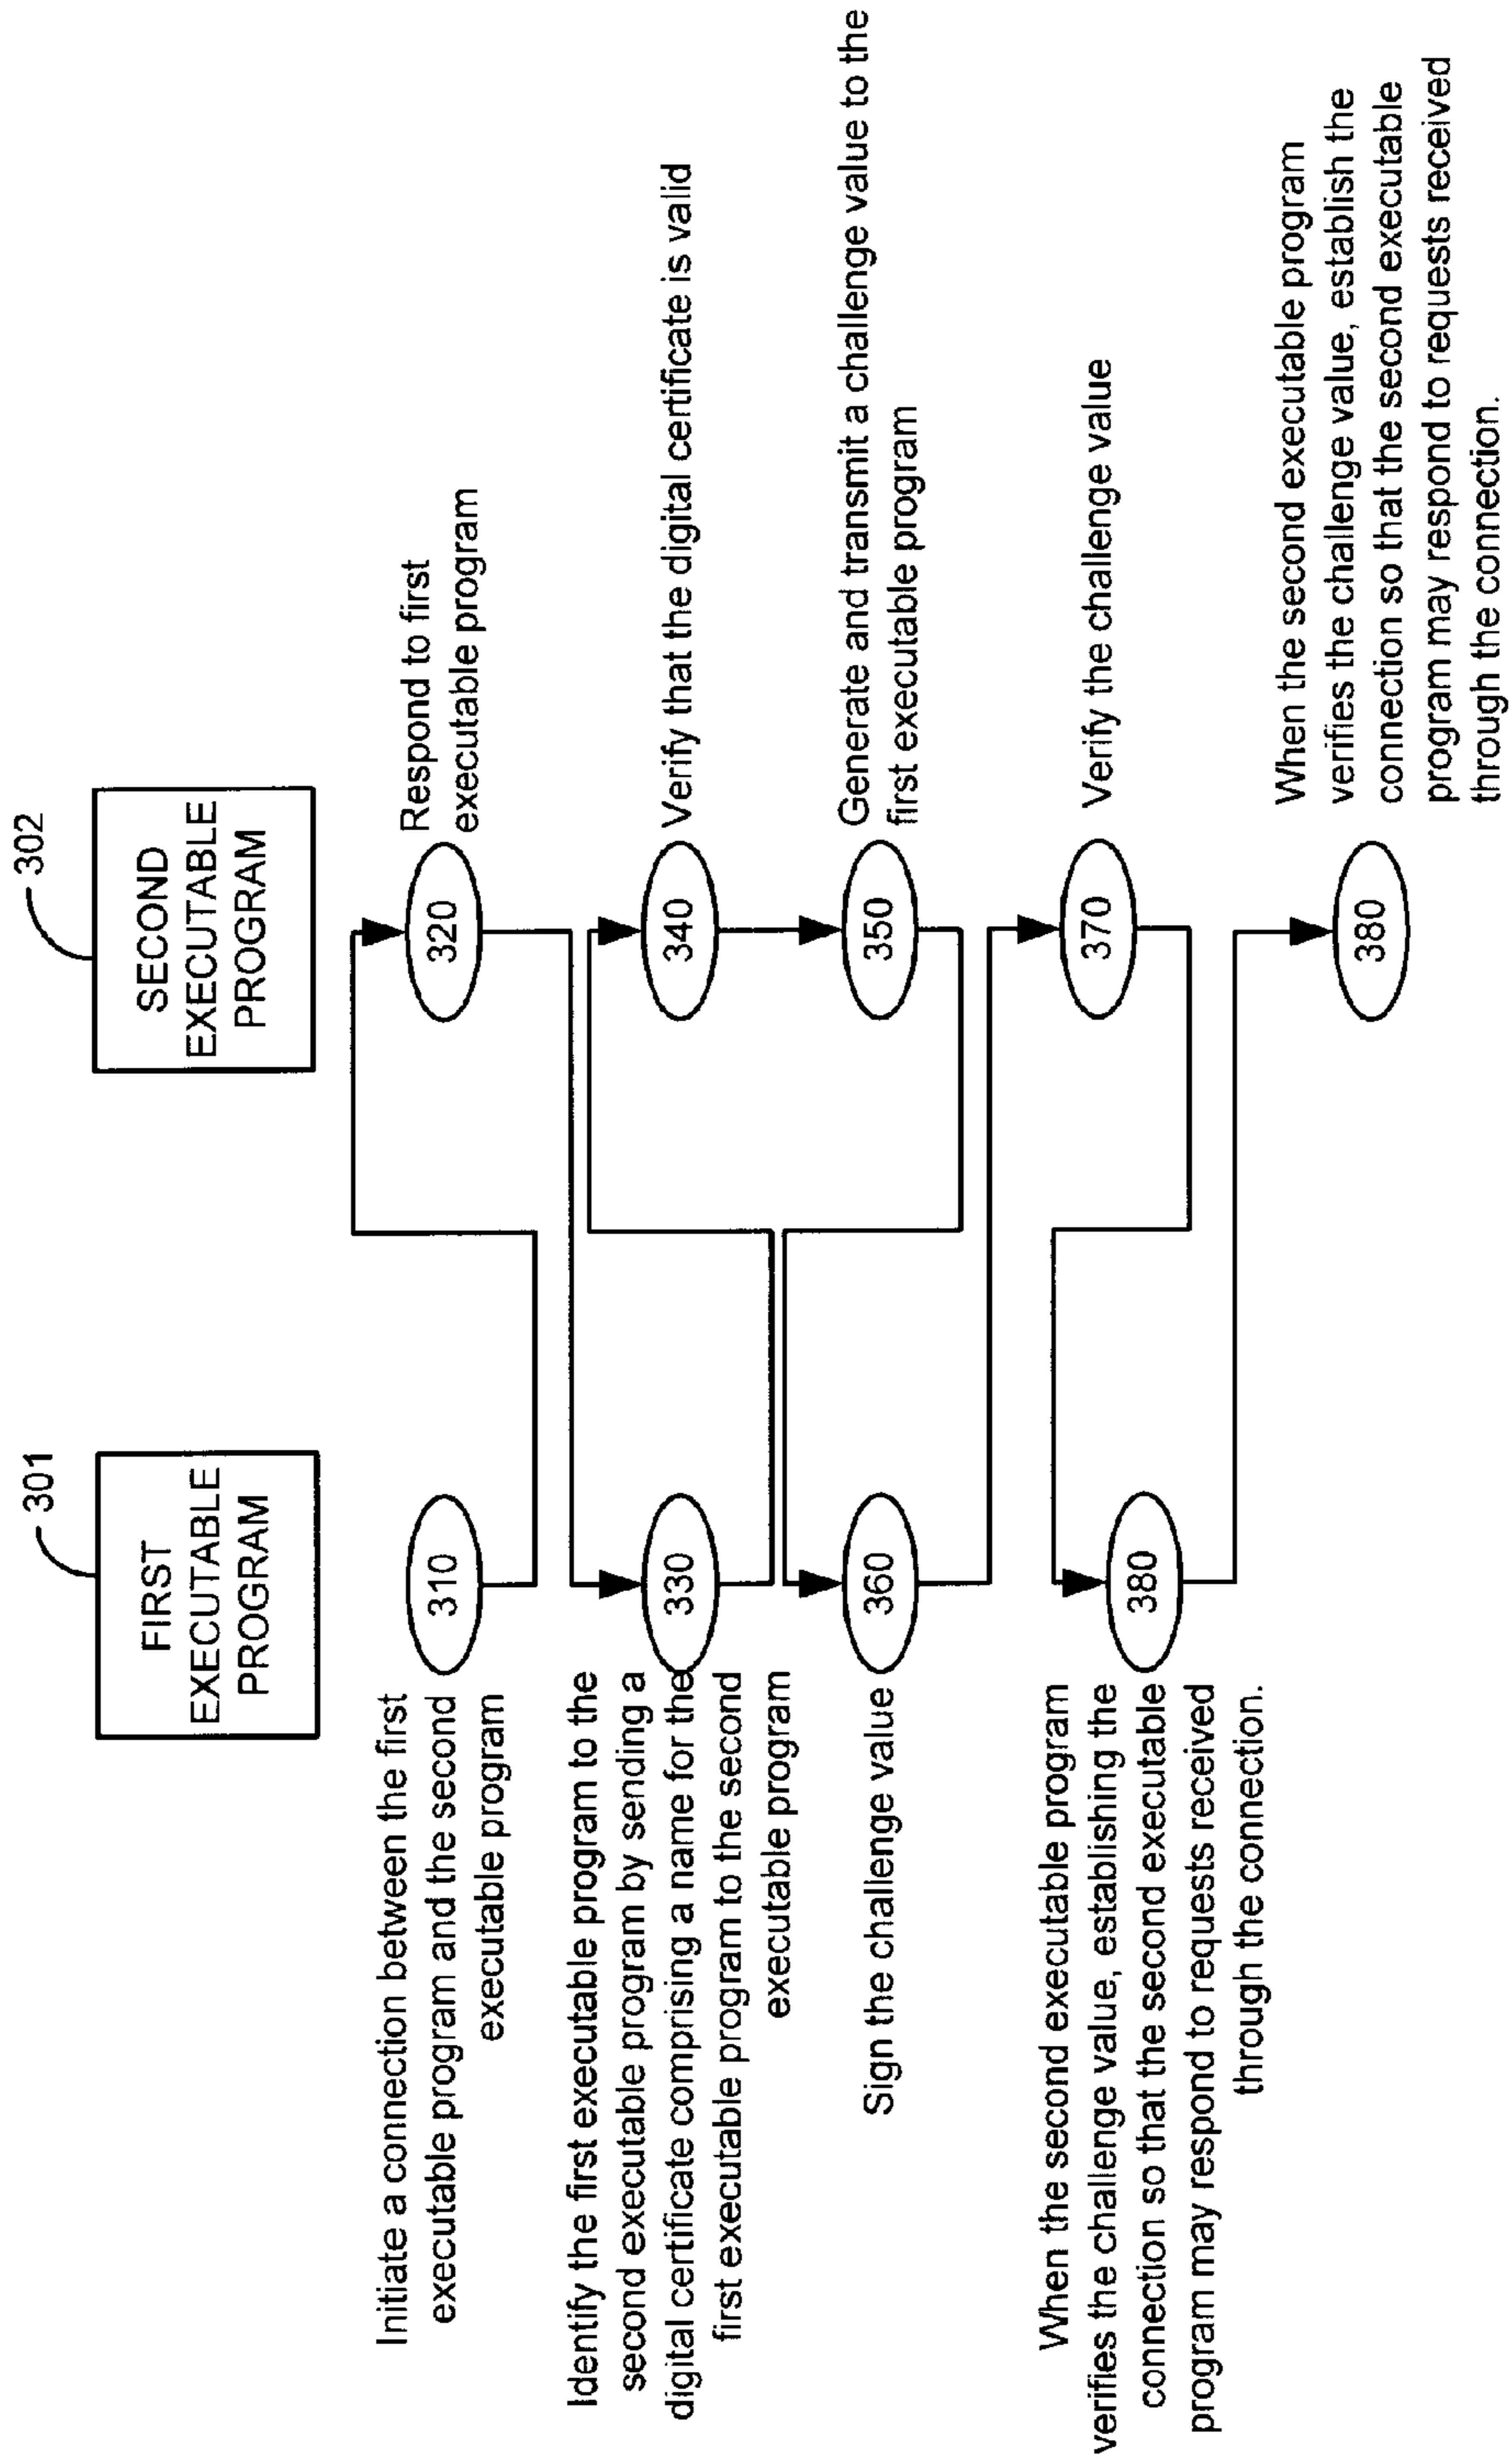 301
FIRST
EXECUTABLE
PROGRAM
302
SECOND
EXECUTABLE
PROGRAM
Initiate a connection between the first
executable program and the second
executable program
310
320
Respond to first
executable program
Identify the first executable program to the
second executable program by sending a
digital certificate comprising a name for the
first executable program to the second
executable program
330
340
Verify that the digital certificate is valid
350
Generate and transmit a challenge value to the
first executable program
Sign the challenge value
360
370
Verify the challenge value
When the second executable program
verifies the challenge value, establishing the
connection so that the second executable
program may respond to requests received
through the connection.
380
380
When the second executable program
verifies the challenge value, establish the
connection so that the second executable
program may respond to requests received
through the connection.